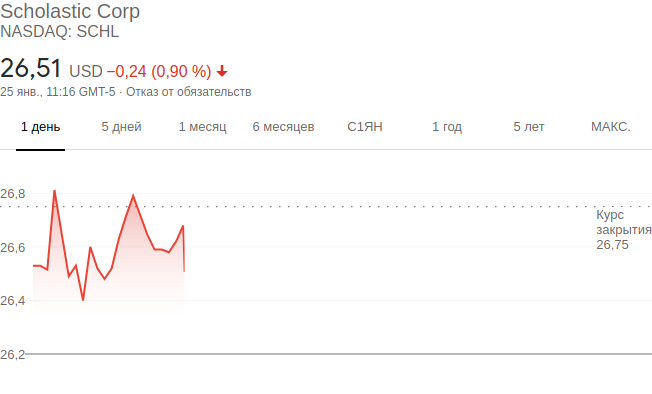 Scholastic Corp
NASDAQ: SCHL
26,51 USD −0,24 (0,90 %)
25 янв., 11:16 GMT-5 · Отказ от обязательств
1 день 5 дней 1 месяц 6 месяцев С1ЯН 1 год 5 лет МАКС.
26,8
Курс
закрытия
26,75
26,6
26,4
26,2